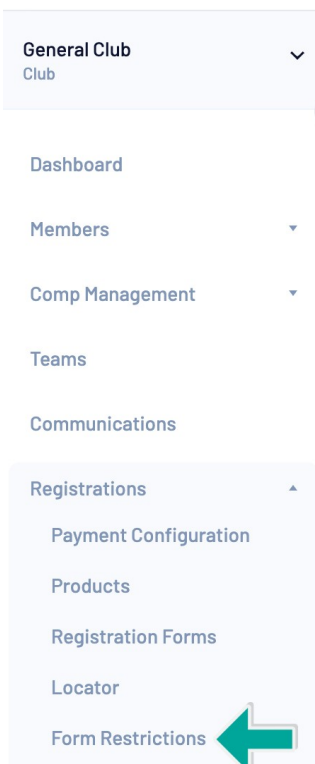 General Club
Club
Dashboard
Members
Comp Management
Teams
Communications
Registrations
Payment Configuration
Products
Registration Forms
Locator
Form Restrictions